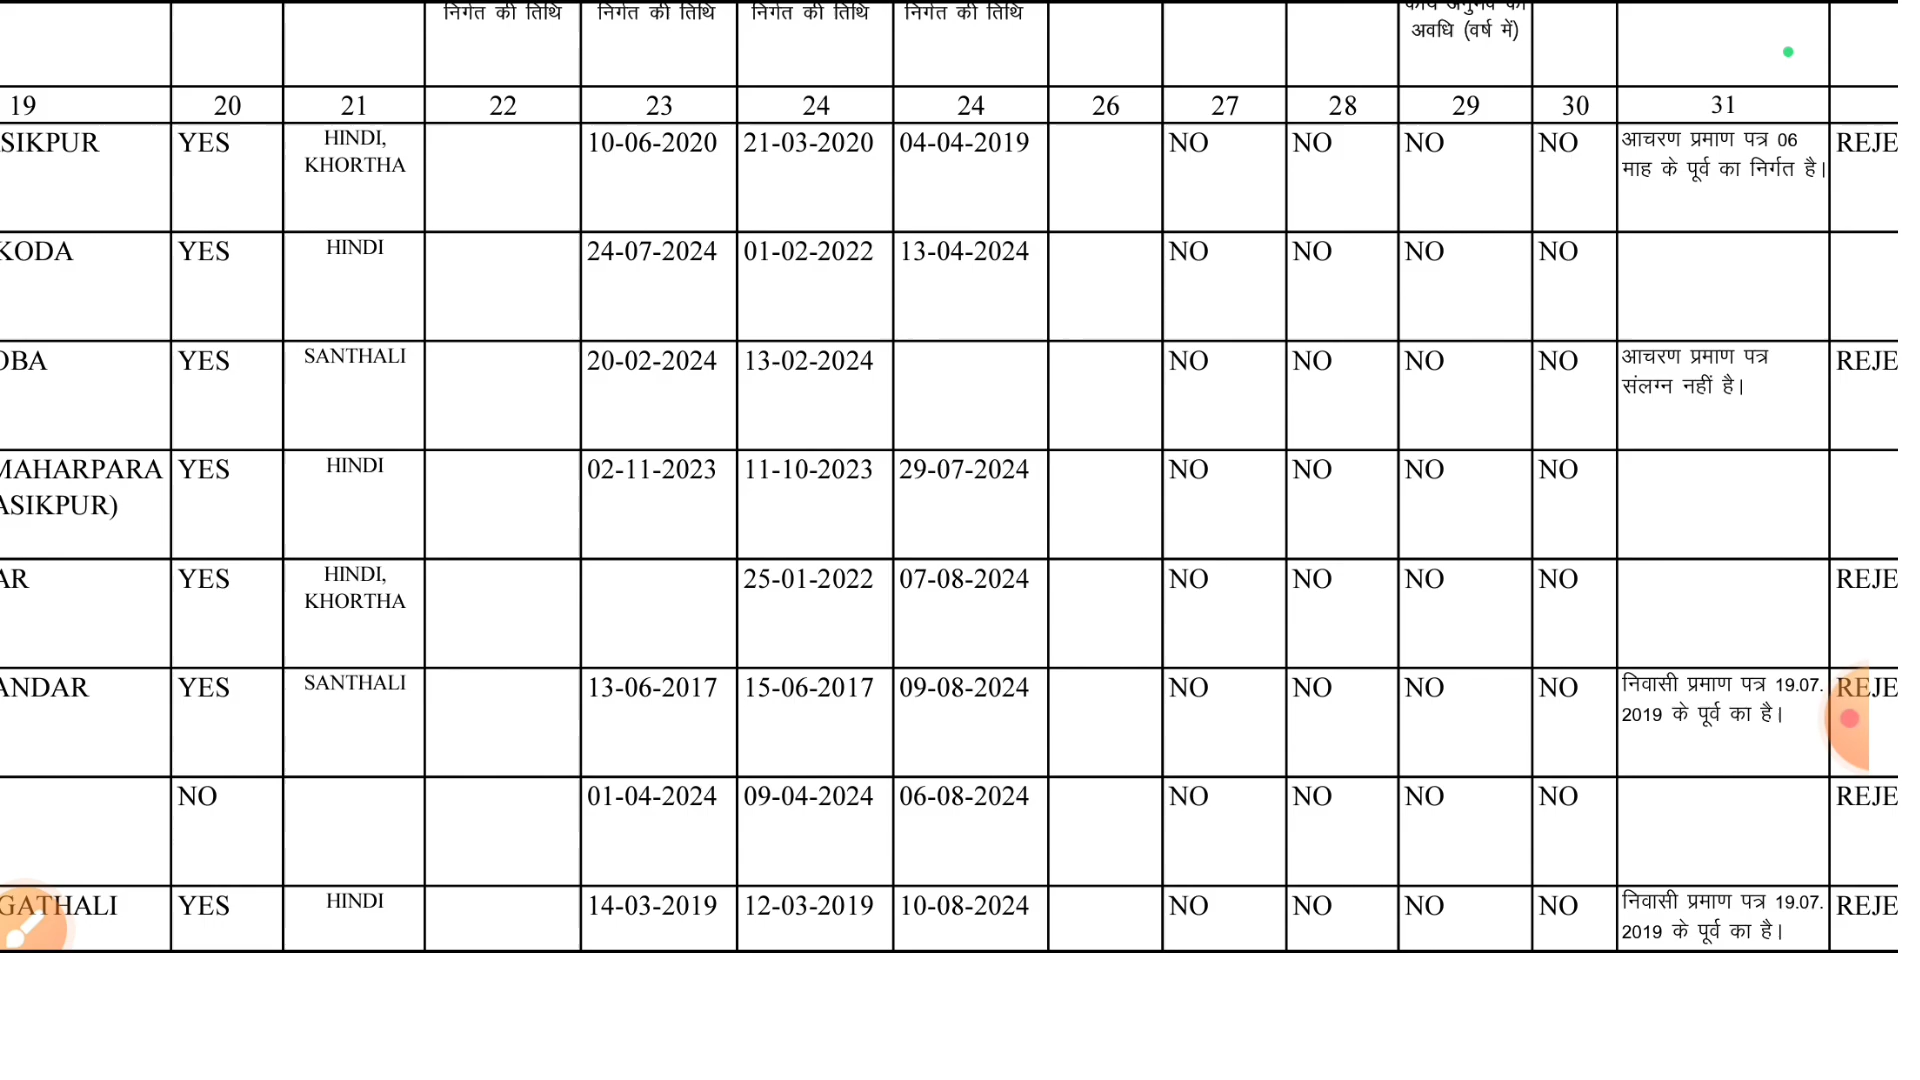 निर्गत की तिथि निर्गत की तिथि निर्गत की तिथि निर्गत की तिथि
अवधि (वर्ष में)
19 20 21 22 23 24 24 26 27 28 29 30 31
SIKPUR YES HINDI, 10-06-2020 21-03-2020 04-04-2019 NO NO NO NO आचरण प्रमाण पत्र 06 REJE
KHORTHA माह के पूर्व का निर्गत है।
KODA YES HINDI 24-07-2024 01-02-2022 13-04-2024 NO NO NO NO
OBA YES SANTHALI 20-02-2024 13-02-2024 NO NO NO NO आचरण प्रमाण पत्र REJE
संलग्न नहीं है।
MAHARPARA YES HINDI 02-11-2023 11-10-2023 29-07-2024 NO NO NO NO
ASIKPUR)
AR YES HINDI, 25-01-2022 07-08-2024 NO NO NO NO REJE
KHORTHA
ANDAR YES SANTHALI 13-06-2017 15-06-2017 09-08-2024 NO NO NO NO निवासी प्रमाण पत्र 19.07. REJE
2019 के पूर्व का है।
NO 01-04-2024 09-04-2024 06-08-2024 NO NO NO NO REJE
GATHALI YES HINDI 14-03-2019 12-03-2019 10-08-2024 NO NO NO NO निवासी प्रमाण पत्र 19.07. REJE
2019 के पूर्व का है।